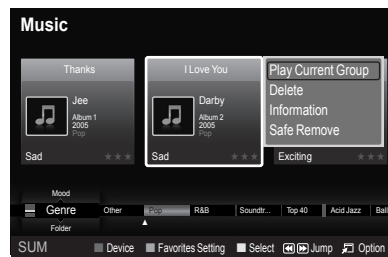 Music
Thanks
I Love You
Play Current Group
Delete
Information
Safe Remove
Jee
Album 1
2005
Pop
Darby
Album 2
2005
Pop
Sad
Sad
Exciting
Mood
Genre
Other
Pop
R&B
Soundtr...
Top 40
Acid Jazz
Ball
Folder
SUM
Device
Favorites Setting
Select
Jump
Option